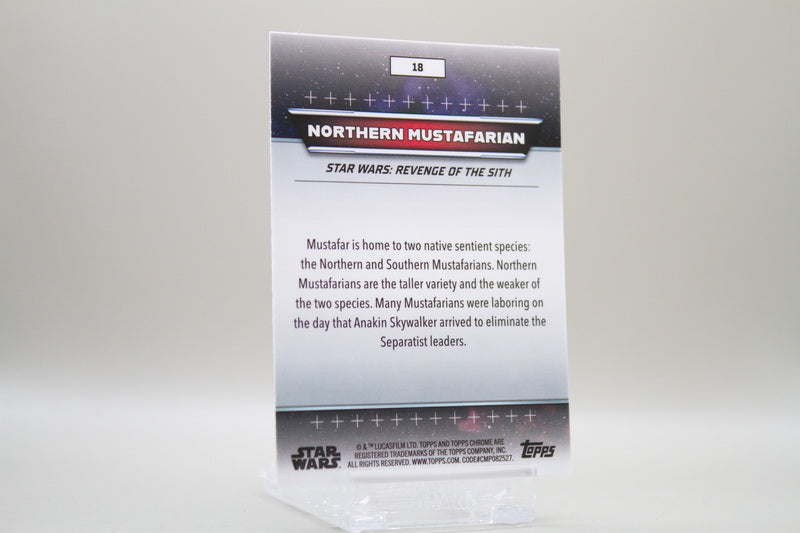 18
NORTHERN MUSTAFARIAN
STAR WARS: REVENGE OF THE SITH
Mustafar is home to two native sentient species:
the Northern and Southern Mustafarians. Northern
Mustafarians are the taller variety and the weaker of
the two species. Many Mustafarians were laboring on
the day that Anakin Skywalker arrived to eliminate the
Separatist leaders.
STAR WARS
© & ™ LUCASFILM LTD. TOPPS AND TOPPS CHROME ARE
REGISTERED TRADEMARKS OF THE TOPPS COMPANY, INC.
ALL RIGHTS RESERVED. WWW.TOPPS.COM. CODE#CMP082527.
Topps